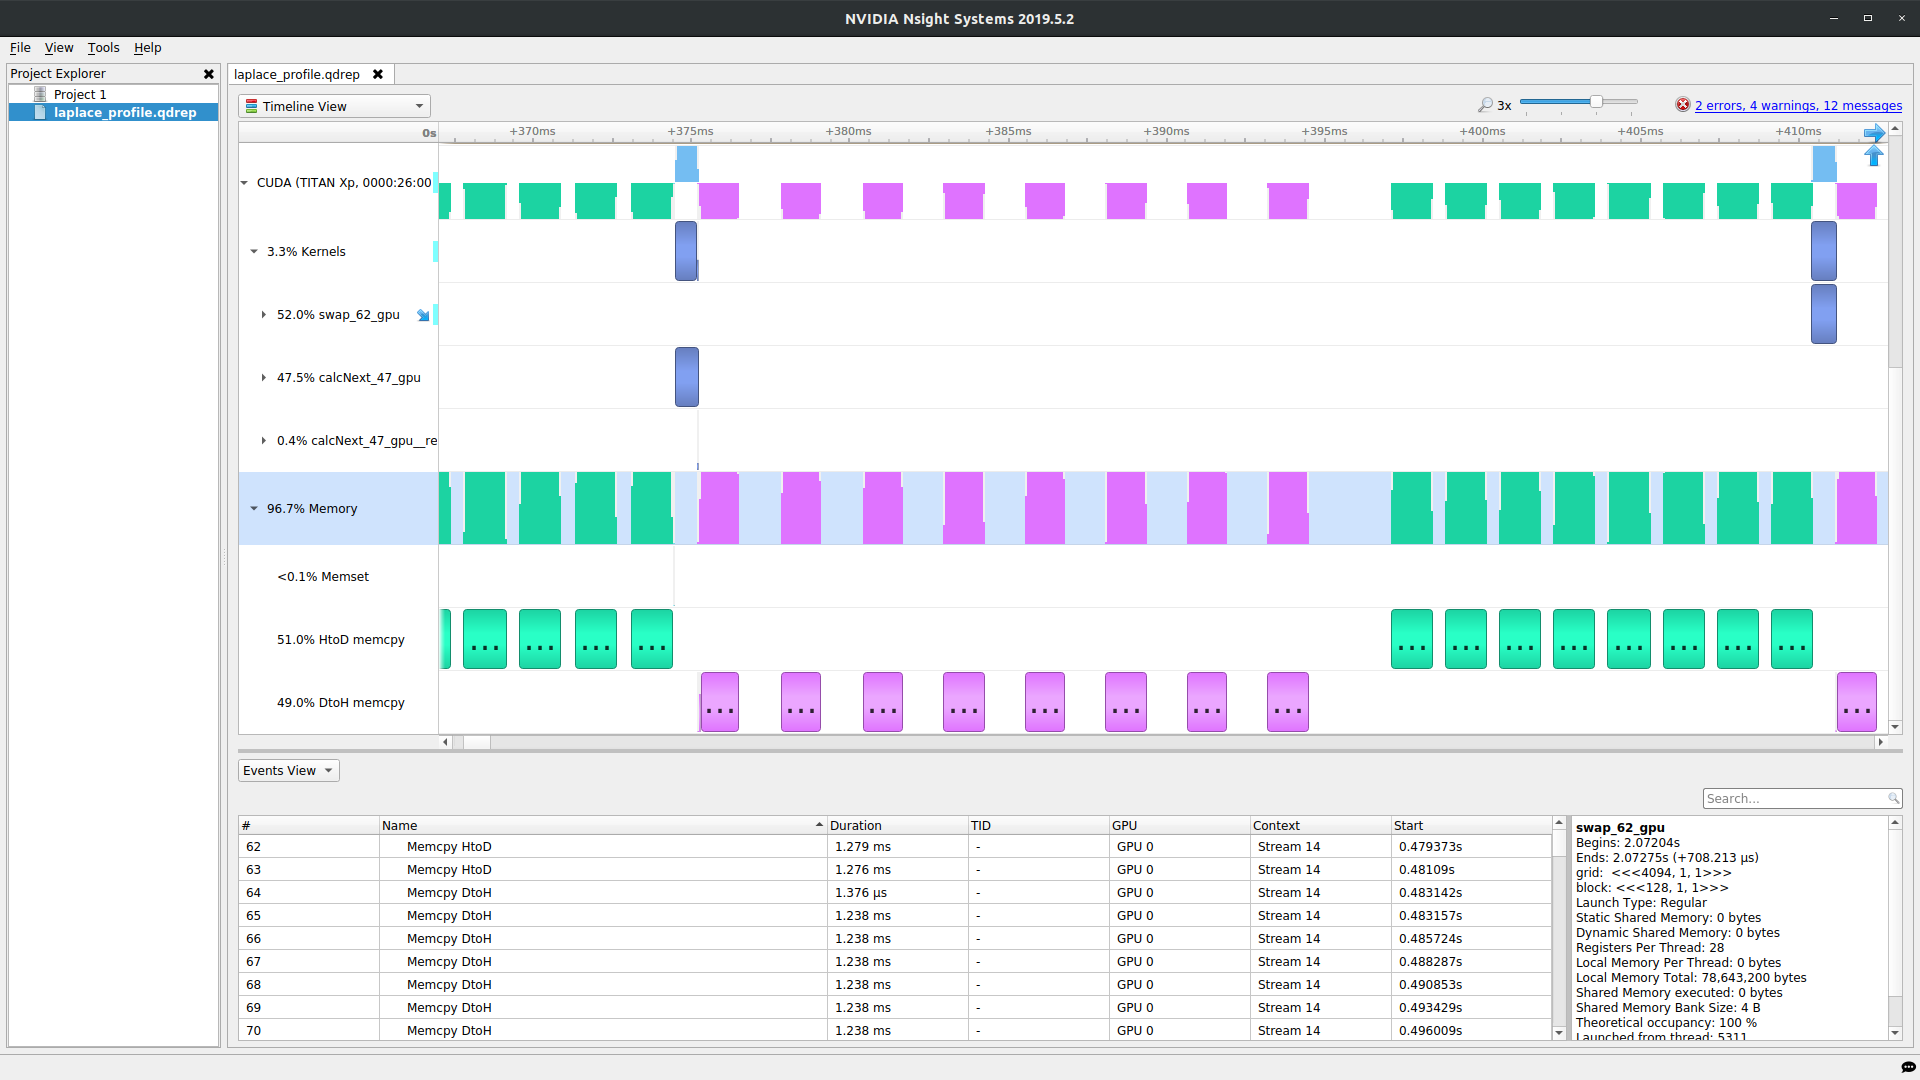 NVIDIA Nsight Systems 2019.5.2
File View Tools Help
Project Explorer
Project 1
laplace_profile.qdrep
laplace_profile.qdrep
Timeline View
3x
2 errors, 4 warnings, 12 messages
0s +370ms +375ms +380ms +385ms +390ms +395ms +400ms +405ms +410ms
CUDA (TITAN Xp, 0000:26:00
3.3% Kernels
52.0% swap_62_gpu
47.5% calcNext_47_gpu
0.4% calcNext_47_gpu__re
96.7% Memory
<0.1% Memset
51.0% HtoD memcpy
... ... ... ... ... ... ... ... ... ... ... ...
49.0% DtoH memcpy
... ... ... ... ... ... ... ... ...
Events View
Search...
# Name Duration TID GPU Context Start
62 Memcpy HtoD 1.279 ms - GPU 0 Stream 14 0.479373s
63 Memcpy HtoD 1.276 ms - GPU 0 Stream 14 0.48109s
64 Memcpy DtoH 1.376 μs - GPU 0 Stream 14 0.483142s
65 Memcpy DtoH 1.238 ms - GPU 0 Stream 14 0.483157s
66 Memcpy DtoH 1.238 ms - GPU 0 Stream 14 0.485724s
67 Memcpy DtoH 1.238 ms - GPU 0 Stream 14 0.488287s
68 Memcpy DtoH 1.238 ms - GPU 0 Stream 14 0.490853s
69 Memcpy DtoH 1.238 ms - GPU 0 Stream 14 0.493429s
70 Memcpy DtoH 1.238 ms - GPU 0 Stream 14 0.496009s
swap_62_gpu
Begins: 2.07204s
Ends: 2.07275s (+708.213 μs)
grid: <<<4094, 1, 1>>>
block: <<<128, 1, 1>>>
Launch Type: Regular
Static Shared Memory: 0 bytes
Dynamic Shared Memory: 0 bytes
Registers Per Thread: 28
Local Memory Per Thread: 0 bytes
Local Memory Total: 78,643,200 bytes
Shared Memory executed: 0 bytes
Shared Memory Bank Size: 4 B
Theoretical occupancy: 100 %
Launched from thread: 5311